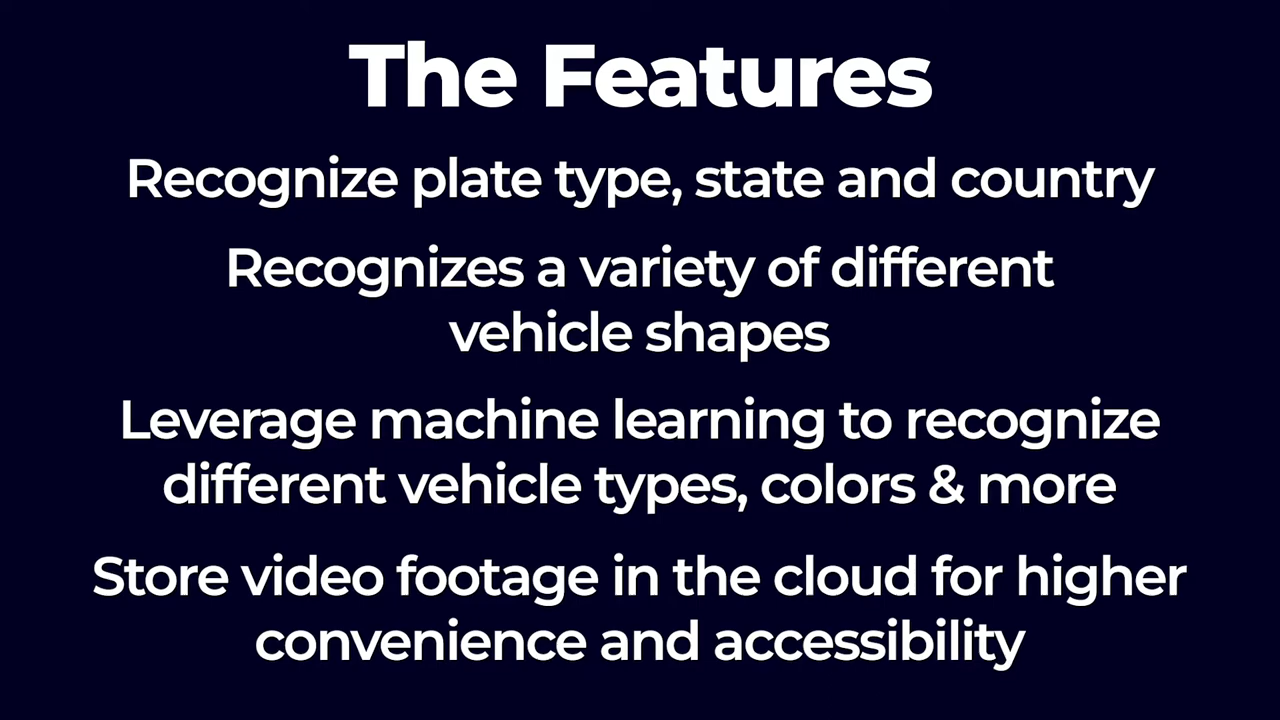 The Features
Recognize plate type, state and country
Recognizes a variety of different
vehicle shapes
Leverage machine learning to recognize
different vehicle types, colors & more
Store video footage in the cloud for higher
convenience and accessibility